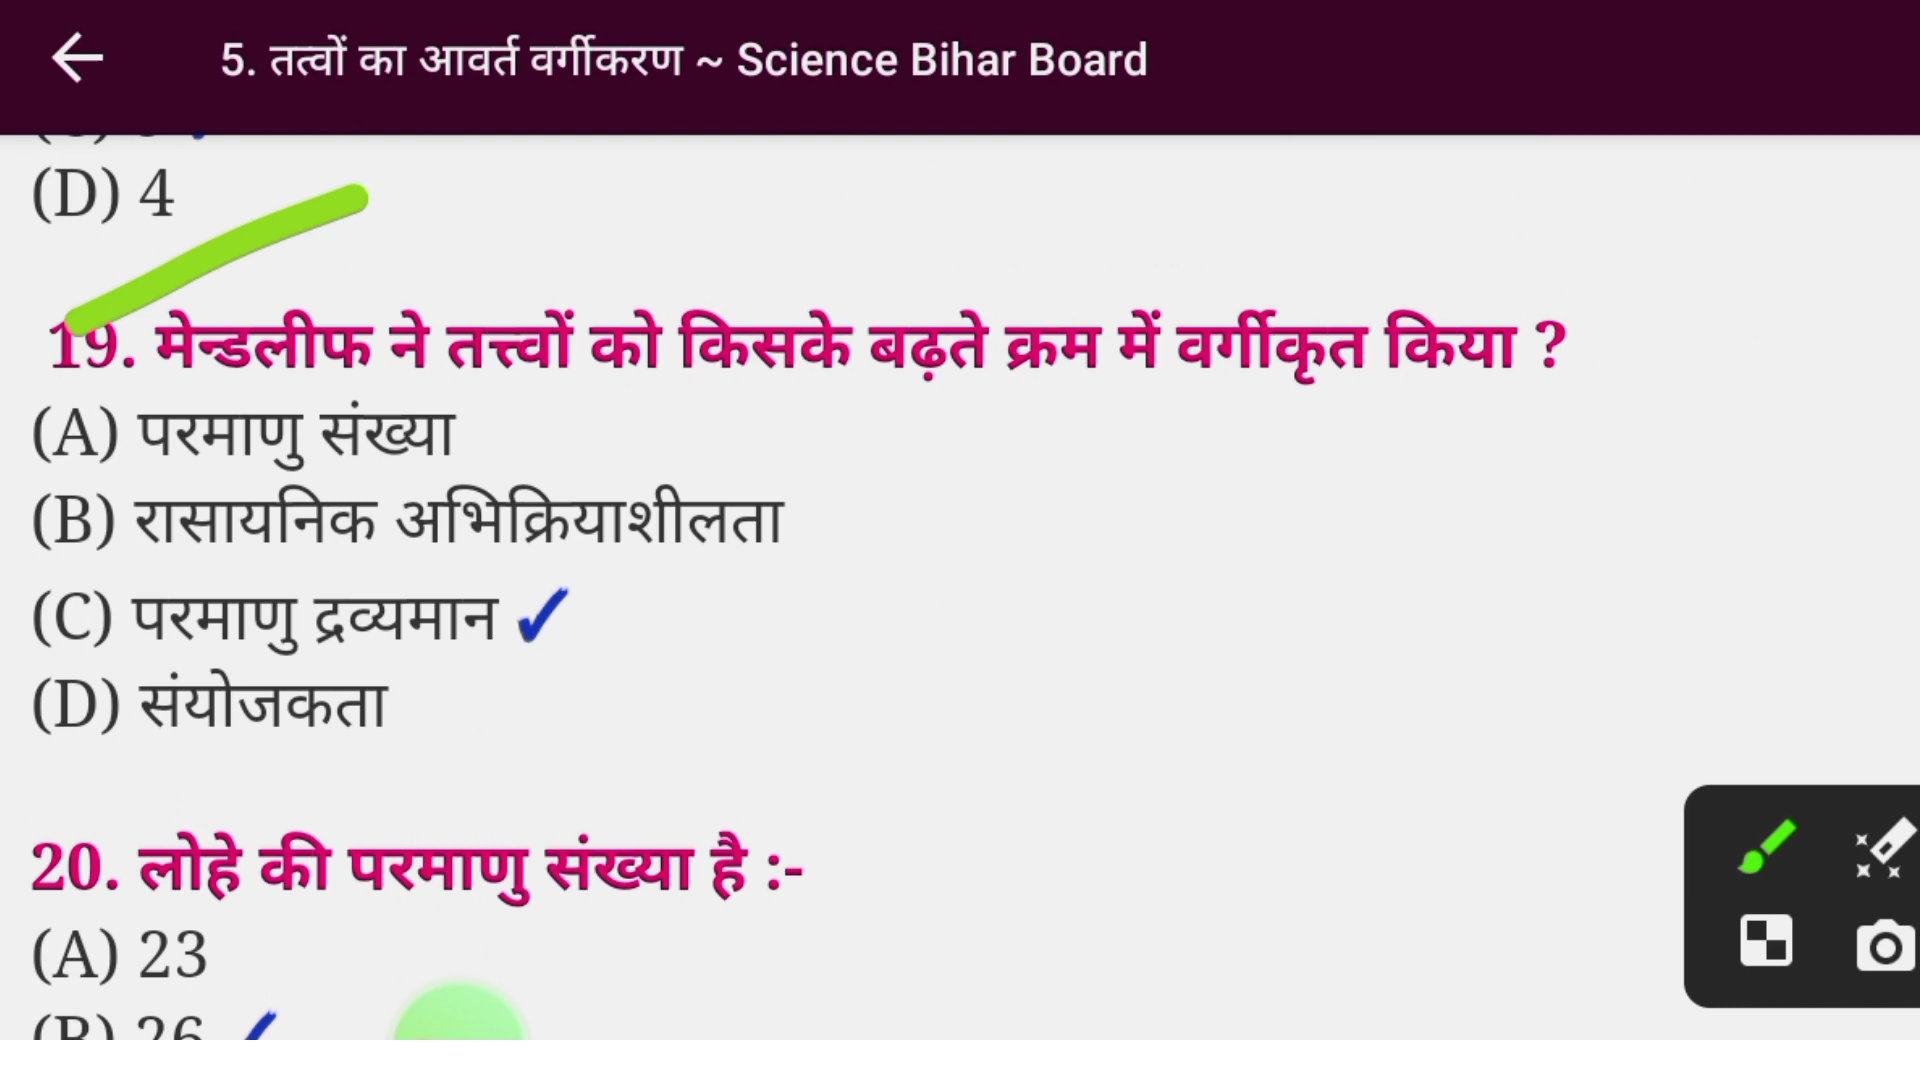 5. तत्वों का आवर्त वर्गीकरण ~ Science Bihar Board
(D) 4
19. मेन्डलीफ ने तत्त्वों को किसके बढ़ते क्रम में वर्गीकृत किया ?
(A) परमाणु संख्या
(B) रासायनिक अभिक्रियाशीलता
(C) परमाणु द्रव्यमान ✓
(D) संयोजकता
20. लोहे की परमाणु संख्या है :-
(A) 23
(B) 26 ✓